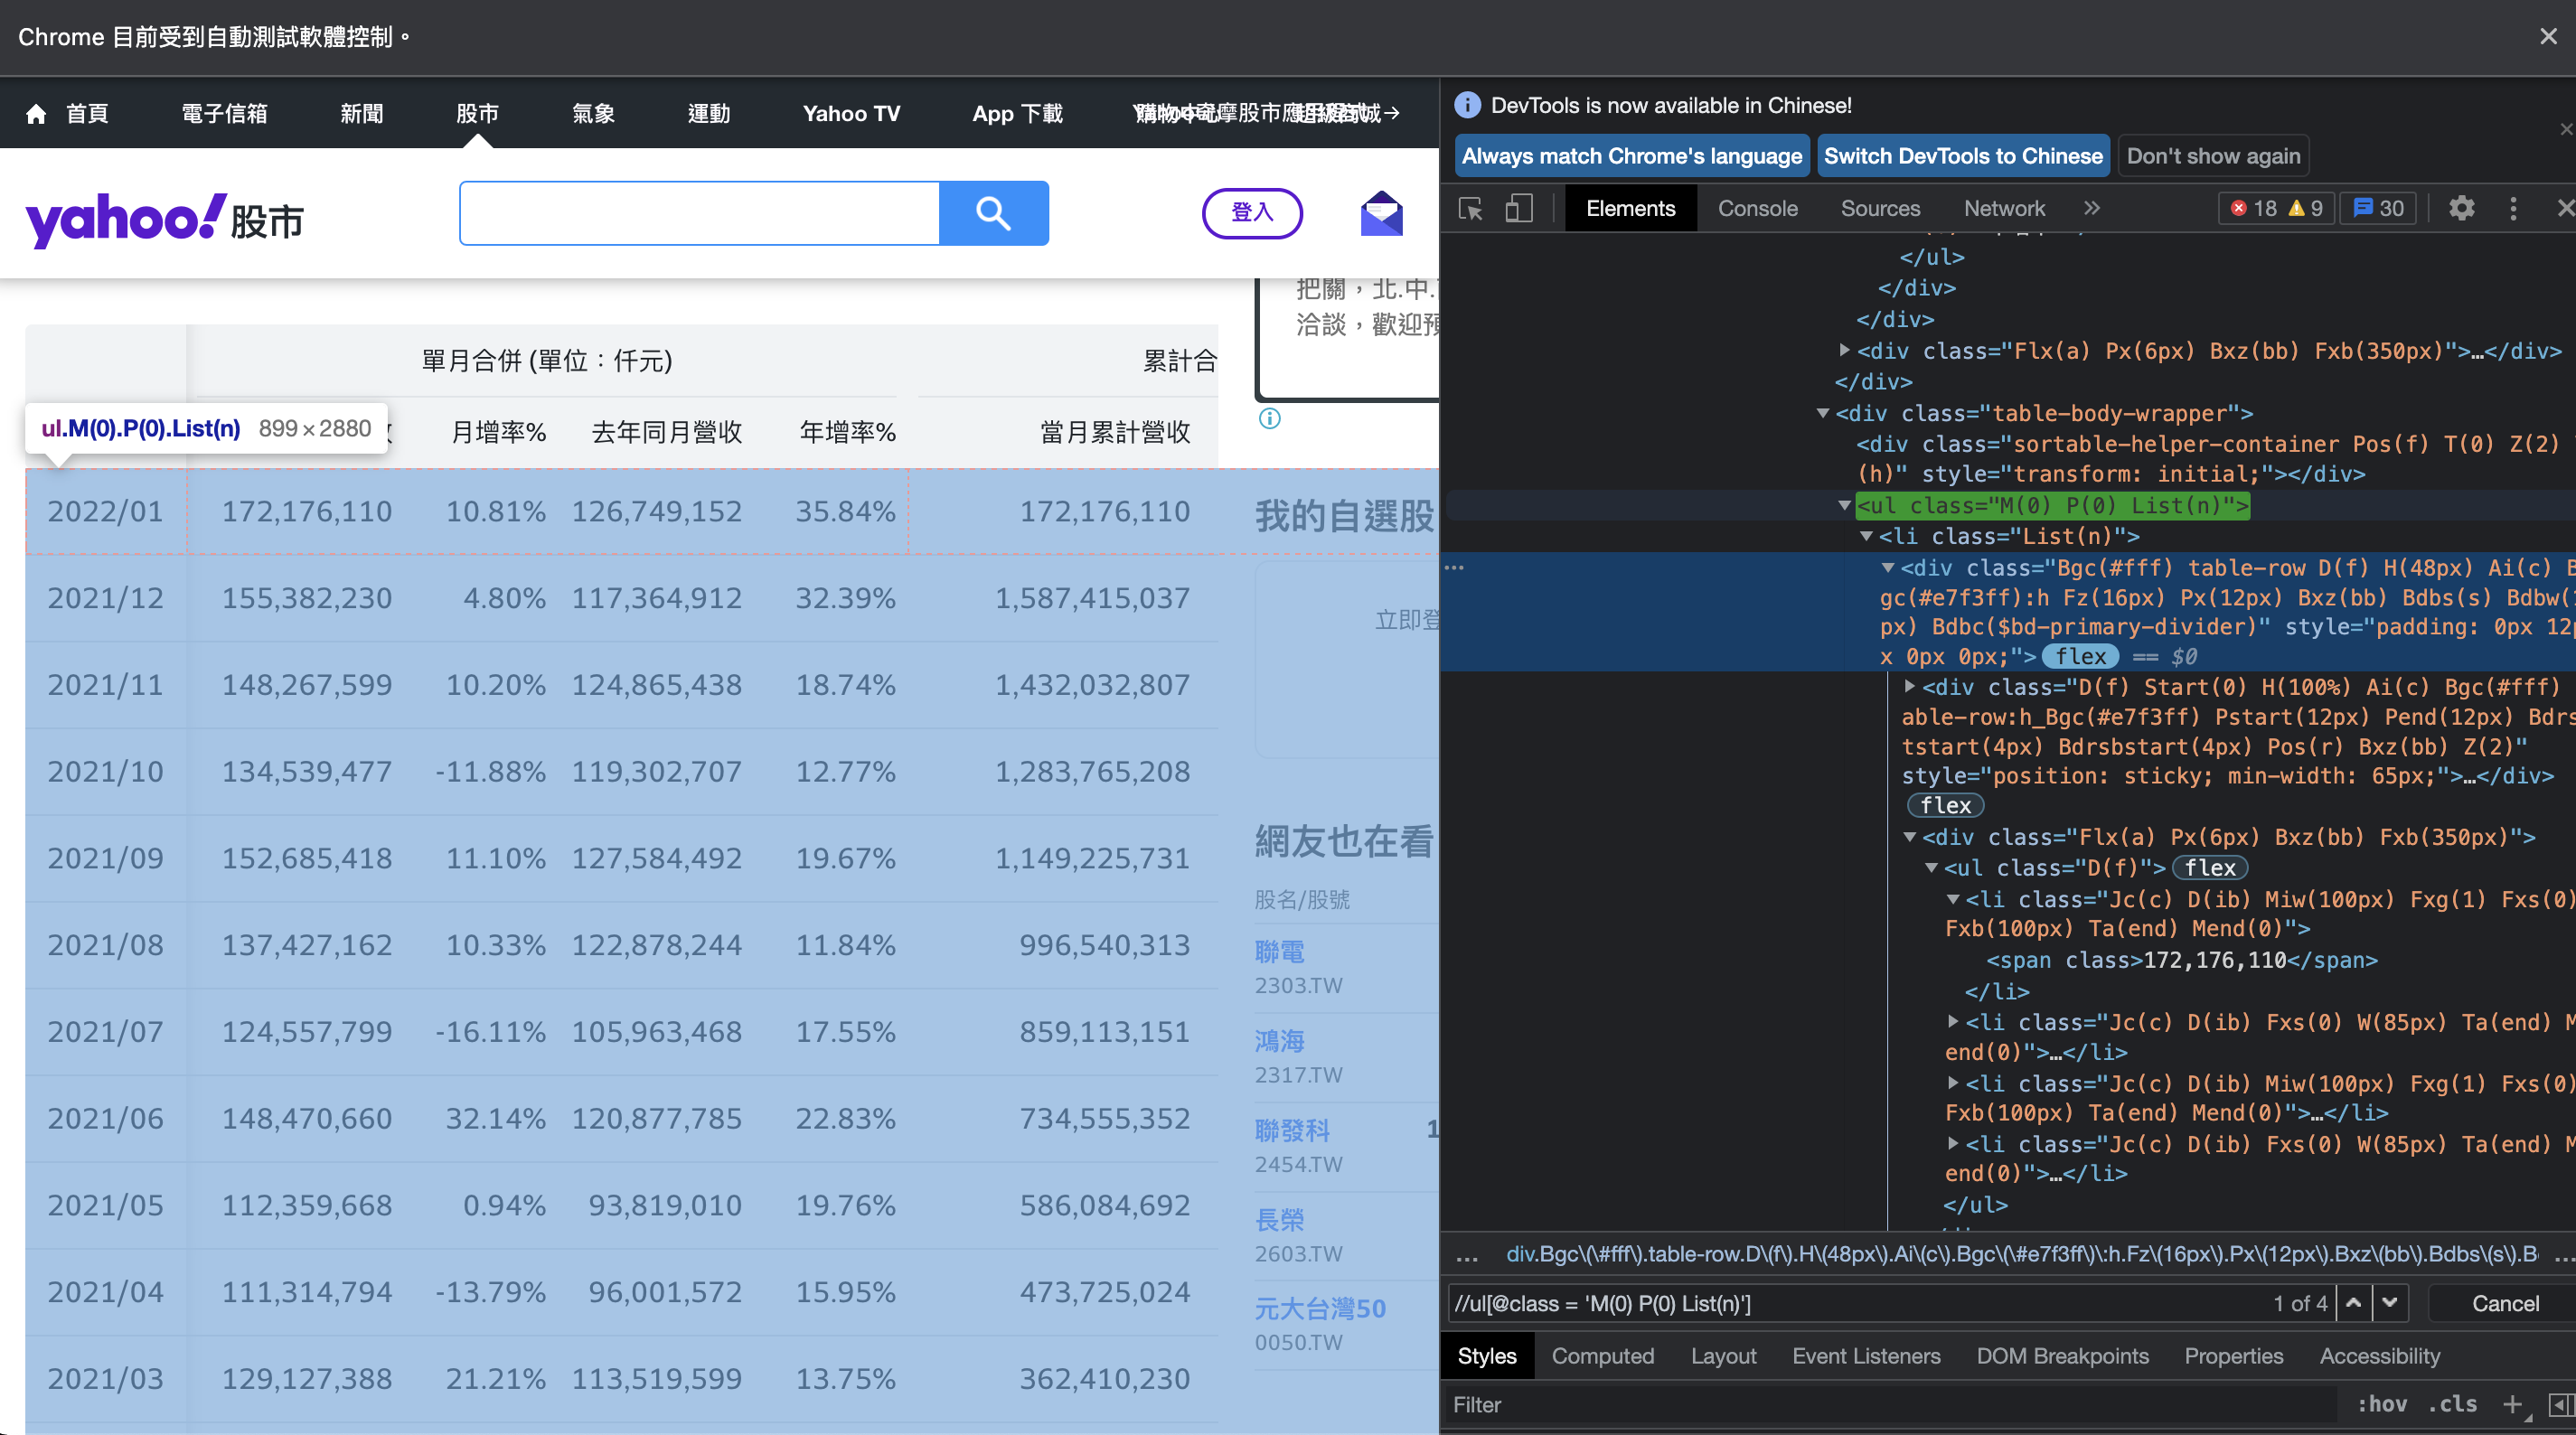 Chrome 目前受到自動測試軟體控制。
首頁 電子信箱 新聞 股市 氣象 運動 Yahoo TV App 下載
yahoo!股市 登入
把關，北.中.
洽談，歡迎預
單月合併 (單位：仟元) 累計合
ul.M(0).P(0).List(n) 899 × 2880
月增率% 去年同月營收 年增率% 當月累計營收
2022/01 172,176,110 10.81% 126,749,152 35.84% 172,176,110
2021/12 155,382,230 4.80% 117,364,912 32.39% 1,587,415,037
2021/11 148,267,599 10.20% 124,865,438 18.74% 1,432,032,807
2021/10 134,539,477 -11.88% 119,302,707 12.77% 1,283,765,208
2021/09 152,685,418 11.10% 127,584,492 19.67% 1,149,225,731
2021/08 137,427,162 10.33% 122,878,244 11.84% 996,540,313
2021/07 124,557,799 -16.11% 105,963,468 17.55% 859,113,151
2021/06 148,470,660 32.14% 120,877,785 22.83% 734,555,352
2021/05 112,359,668 0.94% 93,819,010 19.76% 586,084,692
2021/04 111,314,794 -13.79% 96,001,572 15.95% 473,725,024
2021/03 129,127,388 21.21% 113,519,599 13.75% 362,410,230
我的自選股
立即登
網友也在看
股名/股號
聯電
2303.TW
鴻海
2317.TW
聯發科 1
2454.TW
長榮
2603.TW
元大台灣50
0050.TW
DevTools is now available in Chinese!
Always match Chrome's language Switch DevTools to Chinese Don't show again
Elements Console Sources Network » 18 9 30
</ul>
</div>
</div>
<div class="Flx(a) Px(6px) Bxz(bb) Fxb(350px)">…</div>
</div>
<div class="table-body-wrapper">
<div class="sortable-helper-container Pos(f) T(0) Z(2)
(h)" style="transform: initial;"></div>
<ul class="M(0) P(0) List(n)">
<li class="List(n)">
<div class="Bgc(#fff) table-row D(f) H(48px) Ai(c) B
gc(#e7f3ff):h Fz(16px) Px(12px) Bxz(bb) Bdbs(s) Bdbw(1
px) Bdbc($bd-primary-divider)" style="padding: 0px 12p
x 0px 0px;"> flex == $0
<div class="D(f) Start(0) H(100%) Ai(c) Bgc(#fff)
able-row:h_Bgc(#e7f3ff) Pstart(12px) Pend(12px) Bdrs
tstart(4px) Bdrsbstart(4px) Pos(r) Bxz(bb) Z(2)"
style="position: sticky; min-width: 65px;">…</div>
flex
<div class="Flx(a) Px(6px) Bxz(bb) Fxb(350px)">
<ul class="D(f)"> flex
<li class="Jc(c) D(ib) Miw(100px) Fxg(1) Fxs(0)
Fxb(100px) Ta(end) Mend(0)">
<span class>172,176,110</span>
</li>
<li class="Jc(c) D(ib) Fxs(0) W(85px) Ta(end) M
end(0)">…</li>
<li class="Jc(c) D(ib) Miw(100px) Fxg(1) Fxs(0)
Fxb(100px) Ta(end) Mend(0)">…</li>
<li class="Jc(c) D(ib) Fxs(0) W(85px) Ta(end) M
end(0)">…</li>
</ul>
... div.Bgc\(\#fff\).table-row.D\(f\).H\(48px\).Ai\(c\).Bgc\(\#e7f3ff\)\:h.Fz\(16px\).Px\(12px\).Bxz\(bb\).Bdbs\(s\).B ...
//ul[@class = 'M(0) P(0) List(n)'] 1 of 4 Cancel
Styles Computed Layout Event Listeners DOM Breakpoints Properties Accessibility
Filter :hov .cls +